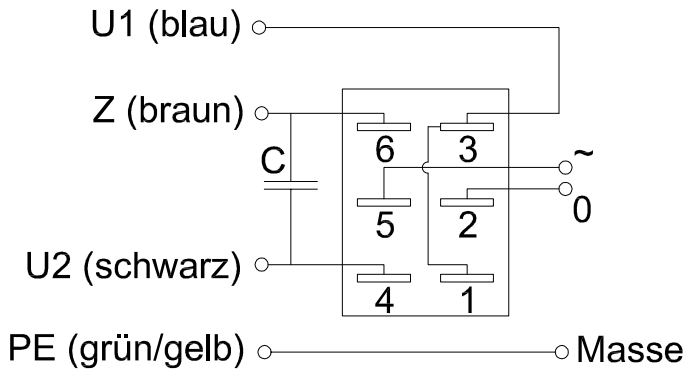 U1 (blau)
Z (braun)
6 3
C
~
5 2
0
U2 (schwarz)
4 1
PE (grün/gelb)
Masse